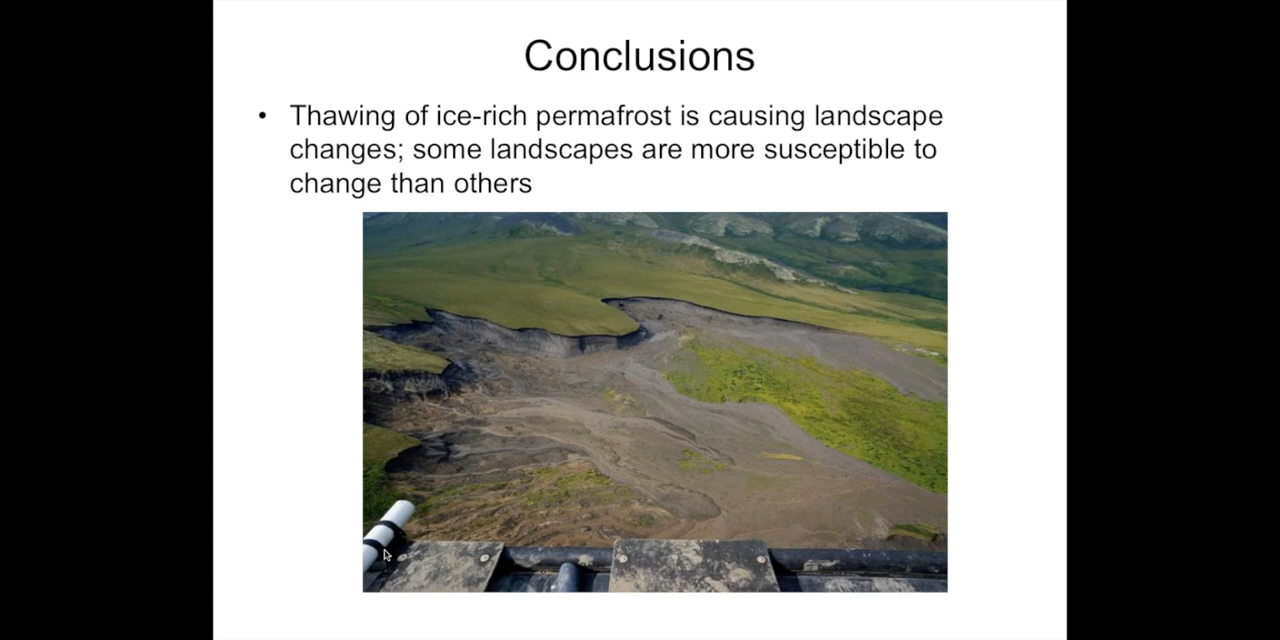 Conclusions
• Thawing of ice-rich permafrost is causing landscape
changes; some landscapes are more susceptible to
change than others